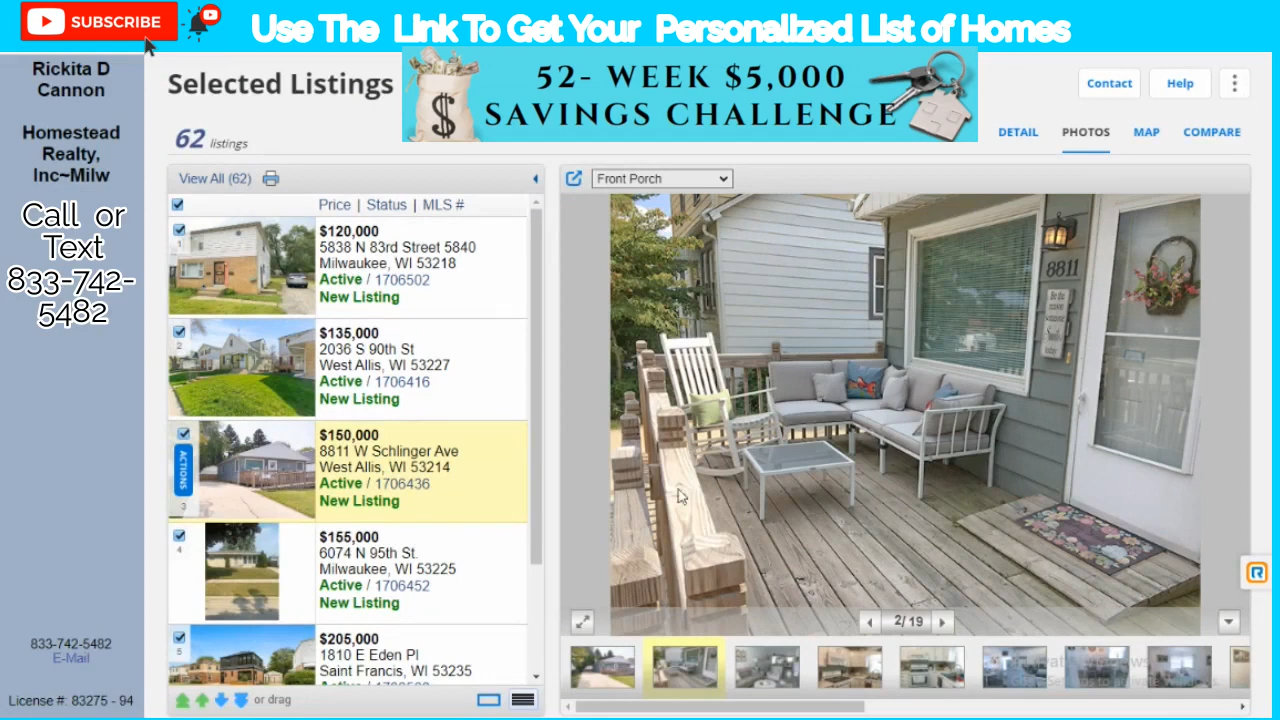 SUBSCRIBE
Use The Link To Get Your Personalized List of Homes
Rickita D
Cannon
Homestead
Realty,
Inc~Milw
Call or
Text
833-742-
5482
833-742-5482
E-Mail
License #: 83275 - 94
Selected Listings
$
52- WEEK $5,000
SAVINGS CHALLENGE
Contact
Help
62 listings
DETAIL
PHOTOS
MAP
COMPARE
View All (62)
Price | Status | MLS #
1
$120,000
5838 N 83rd Street 5840
Milwaukee, WI 53218
Active / 1706502
New Listing
2
$135,000
2036 S 90th St
West Allis, WI 53227
Active / 1706416
New Listing
ACTIONS
3
$150,000
8811 W Schlinger Ave
West Allis, WI 53214
Active / 1706436
New Listing
4
$155,000
6074 N 95th St.
Milwaukee, WI 53225
Active / 1706452
New Listing
5
$205,000
1810 E Eden Pl
Saint Francis, WI 53235
or drag
Front Porch
8811
2/ 19